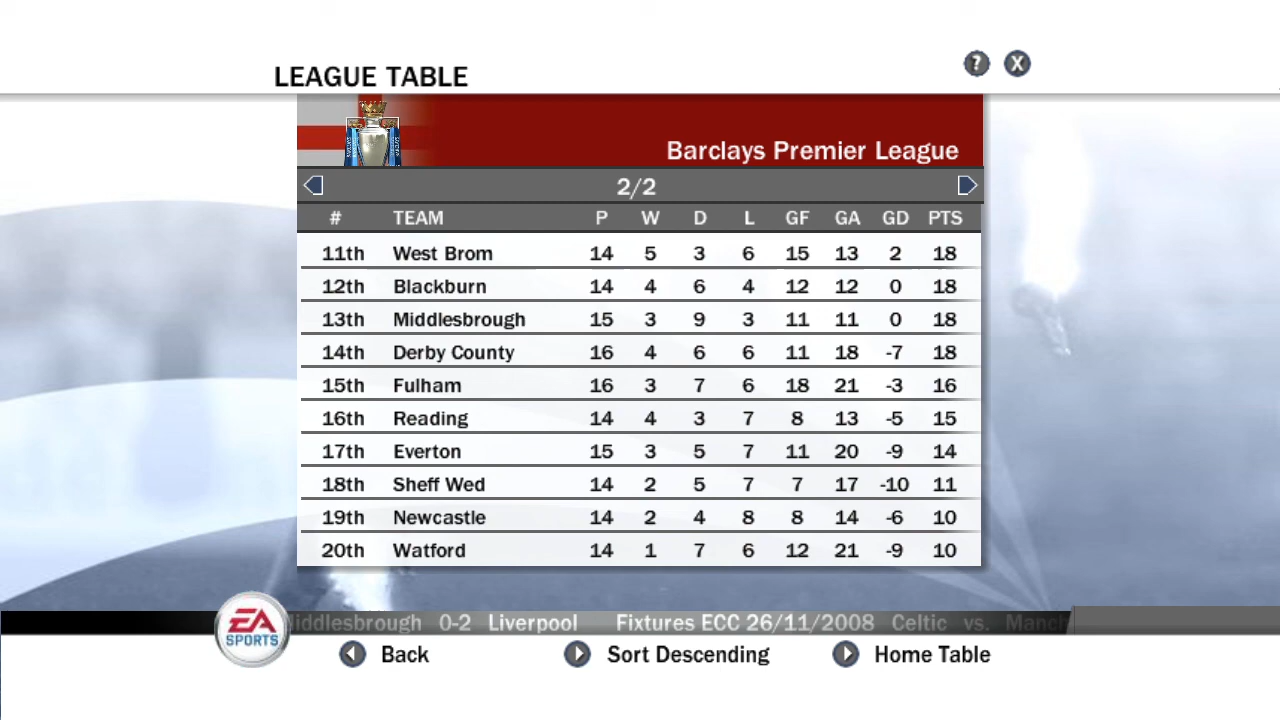 LEAGUE TABLE
? X
Barclays Premier League
2/2
# TEAM P W D L GF GA GD PTS
11th West Brom 14 5 3 6 15 13 2 18
12th Blackburn 14 4 6 4 12 12 0 18
13th Middlesbrough 15 3 9 3 11 11 0 18
14th Derby County 16 4 6 6 11 18 -7 18
15th Fulham 16 3 7 6 18 21 -3 16
16th Reading 14 4 3 7 8 13 -5 15
17th Everton 15 3 5 7 11 20 -9 14
18th Sheff Wed 14 2 5 7 7 17 -10 11
19th Newcastle 14 2 4 8 8 14 -6 10
20th Watford 14 1 7 6 12 21 -9 10
iddlesbrough 0-2 Liverpool Fixtures ECC 26/11/2008 Celtic vs. Manch
EA SPORTS
Back Sort Descending Home Table